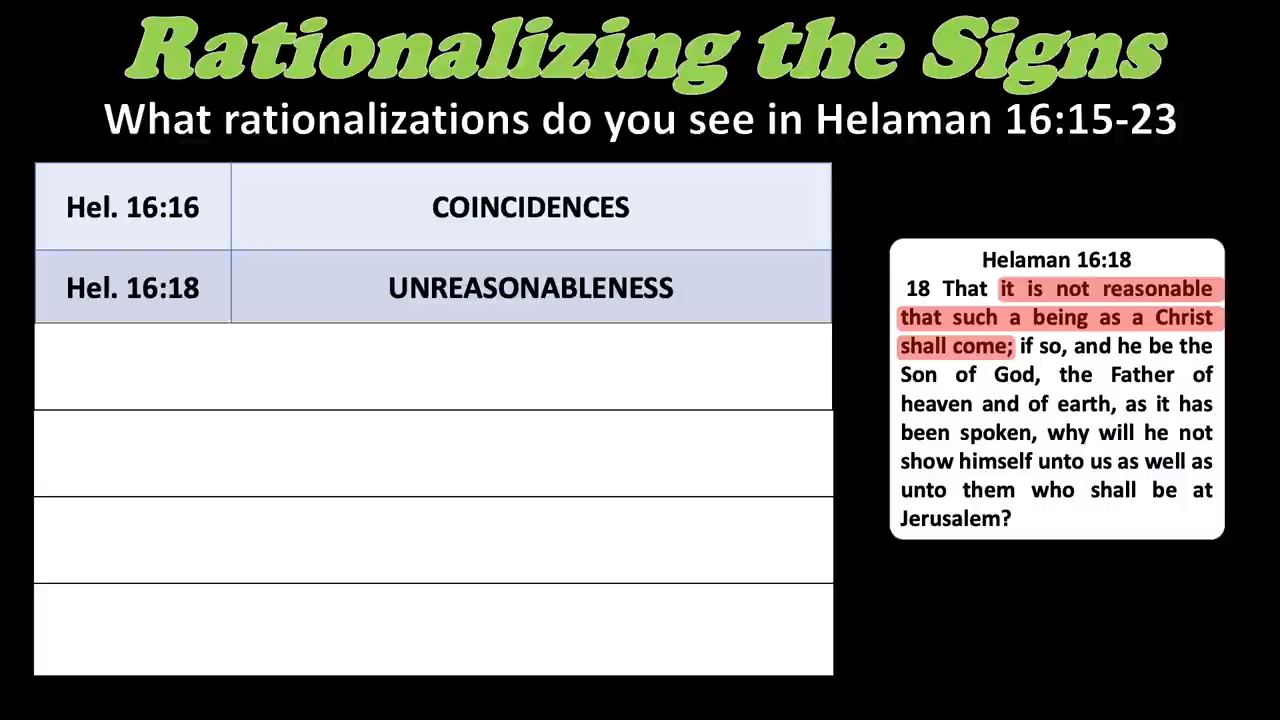 Rationalizing the Signs
What rationalizations do you see in Helaman 16:15-23
Hel. 16:16 COINCIDENCES
Hel. 16:18 UNREASONABLENESS
Helaman 16:18
18 That it is not reasonable
that such a being as a Christ
shall come; if so, and he be the
Son of God, the Father of
heaven and of earth, as it has
been spoken, why will he not
show himself unto us as well as
unto them who shall be at
Jerusalem?